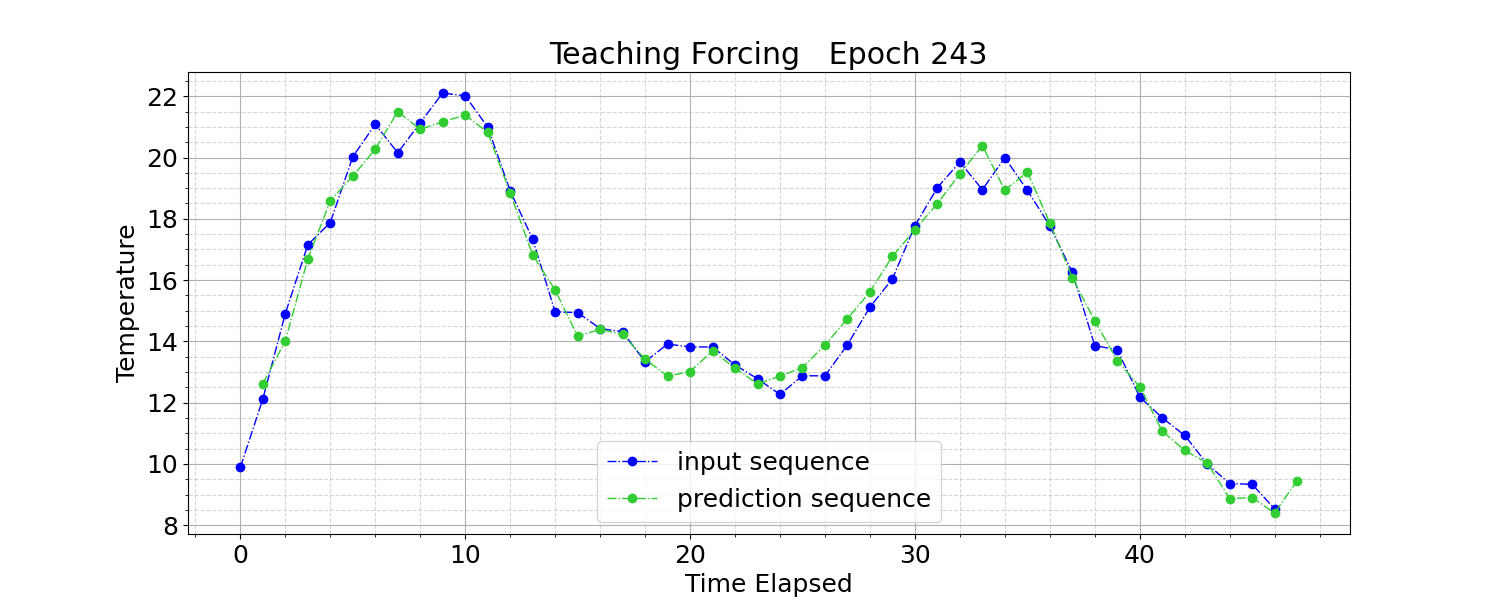 Teaching Forcing   Epoch 243
22
20
18
16
14
12
10
8
Temperature
input sequence
prediction sequence
0 10 20 30 40
Time Elapsed